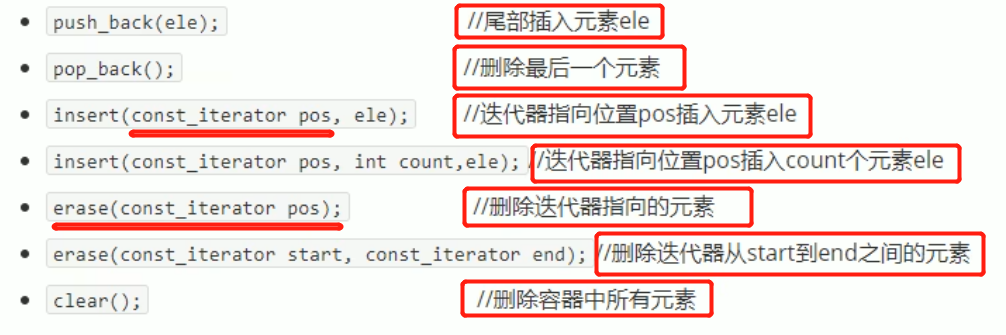 push_back(ele); //尾部插入元素ele
pop_back(); //删除最后一个元素
insert(const_iterator pos, ele); //迭代器指向位置pos插入元素ele
insert(const_iterator pos, int count,ele); //迭代器指向位置pos插入count个元素ele
erase(const_iterator pos); //删除迭代器指向的元素
erase(const_iterator start, const_iterator end); //删除迭代器从start到end之间的元素
clear(); //删除容器中所有元素